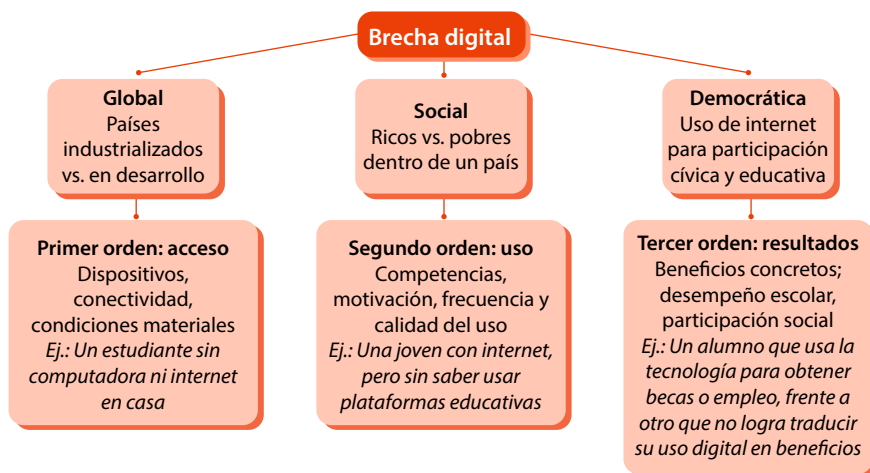 Brecha digital
Global
Países
industrializados
vs. en desarrollo
Social
Ricos vs. pobres
dentro de un país
Democrática
Uso de internet
para participación
cívica y educativa
Primer orden: acceso
Dispositivos,
conectividad,
condiciones materiales
Ej.: Un estudiante sin
computadora ni internet
en casa
Segundo orden: uso
Competencias,
motivación, frecuencia y
calidad del uso
Ej.: Una joven con internet,
pero sin saber usar
plataformas educativas
Tercer orden: resultados
Beneficios concretos;
desempeño escolar,
participación social
Ej.: Un alumno que usa la
tecnología para obtener
becas o empleo, frente a
otro que no logra traducir
su uso digital en beneficios